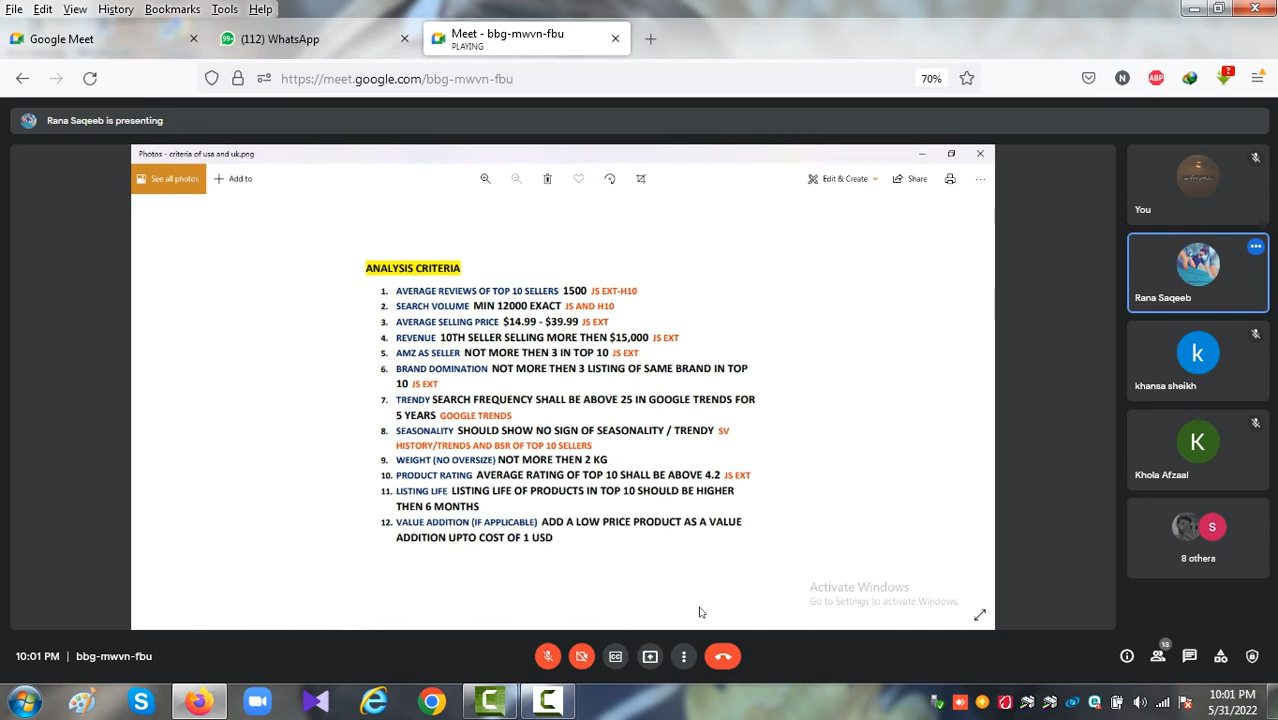 File Edit View History Bookmarks Tools Help
Google Meet
99+ (112) WhatsApp
Meet - bbg-mwvn-fbu
PLAYING
https://meet.google.com/bbg-mwvn-fbu
70%
N
ABP
?
Rana Saqeeb is presenting
Photos - criteria of usa and uk.png
See all photos + Add to
Edit & Create Share
ANALYSIS CRITERIA
1. AVERAGE REVIEWS OF TOP 10 SELLERS 1500 JS EXT-H10
2. SEARCH VOLUME MIN 12000 EXACT JS AND H10
3. AVERAGE SELLING PRICE $14.99 - $39.99 JS EXT
4. REVENUE 10TH SELLER SELLING MORE THEN $15,000 JS EXT
5. AMZ AS SELLER NOT MORE THEN 3 IN TOP 10 JS EXT
6. BRAND DOMINATION NOT MORE THEN 3 LISTING OF SAME BRAND IN TOP
10 JS EXT
7. TRENDY SEARCH FREQUENCY SHALL BE ABOVE 25 IN GOOGLE TRENDS FOR
5 YEARS GOOGLE TRENDS
8. SEASONALITY SHOULD SHOW NO SIGN OF SEASONALITY / TRENDY SV
HISTORY/TRENDS AND BSR OF TOP 10 SELLERS
9. WEIGHT (NO OVERSIZE) NOT MORE THEN 2 KG
10. PRODUCT RATING AVERAGE RATING OF TOP 10 SHALL BE ABOVE 4.2 JS EXT
11. LISTING LIFE LISTING LIFE OF PRODUCTS IN TOP 10 SHOULD BE HIGHER
THEN 6 MONTHS
12. VALUE ADDITION (IF APPLICABLE) ADD A LOW PRICE PRODUCT AS A VALUE
ADDITION UPTO COST OF 1 USD
Activate Windows
Go to Settings to activate Windows.
You
Rana Saqeeb
k
khansa sheikh
K
Khola Afzaal
S
8 others
10:01 PM | bbg-mwvn-fbu
CC
13
10:01 PM
5/31/2022